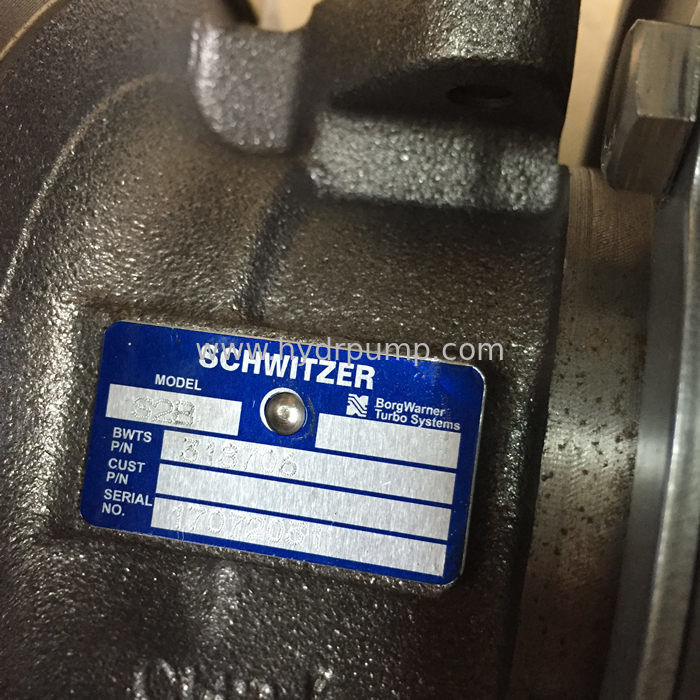 www.hydrpump.com
SCHWITZER
MODEL S2B
BorgWarner
Turbo Systems
BWTS
P/N 318706
CUST
P/N
SERIAL
NO.